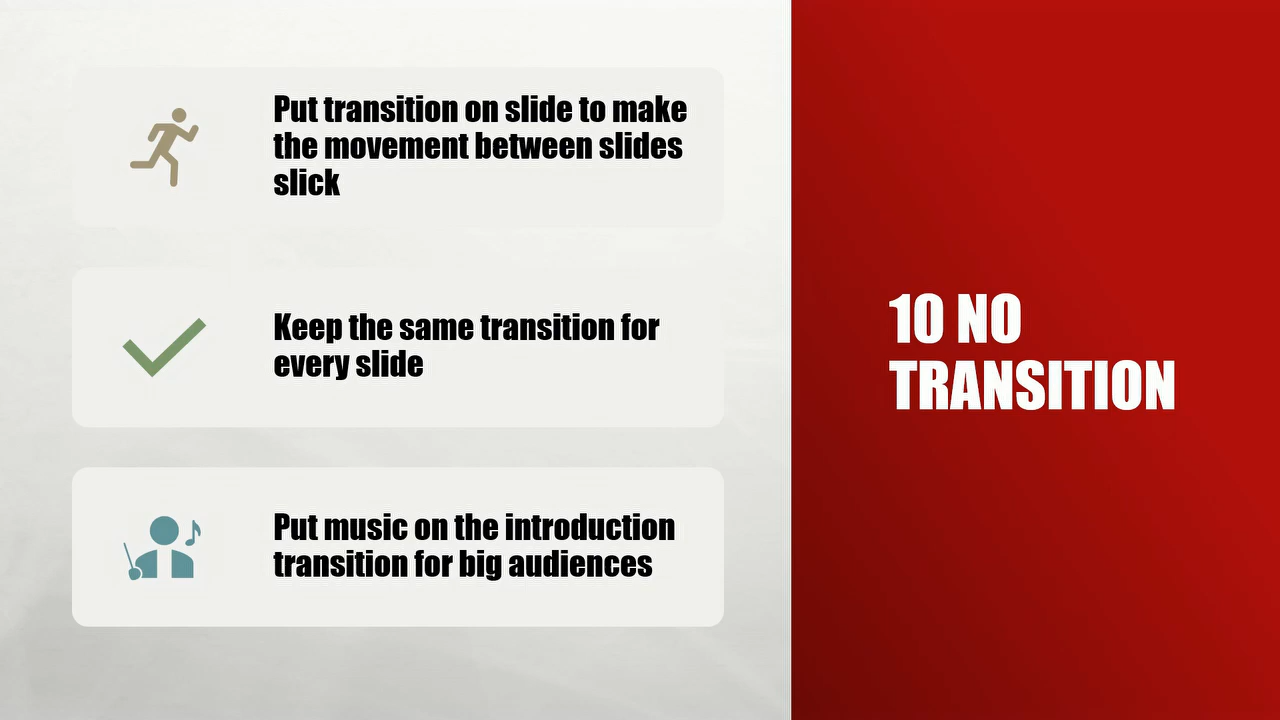 Put transition on slide to make
the movement between slides
slick
Keep the same transition for
every slide
Put music on the introduction
transition for big audiences
10 NO
TRANSITION